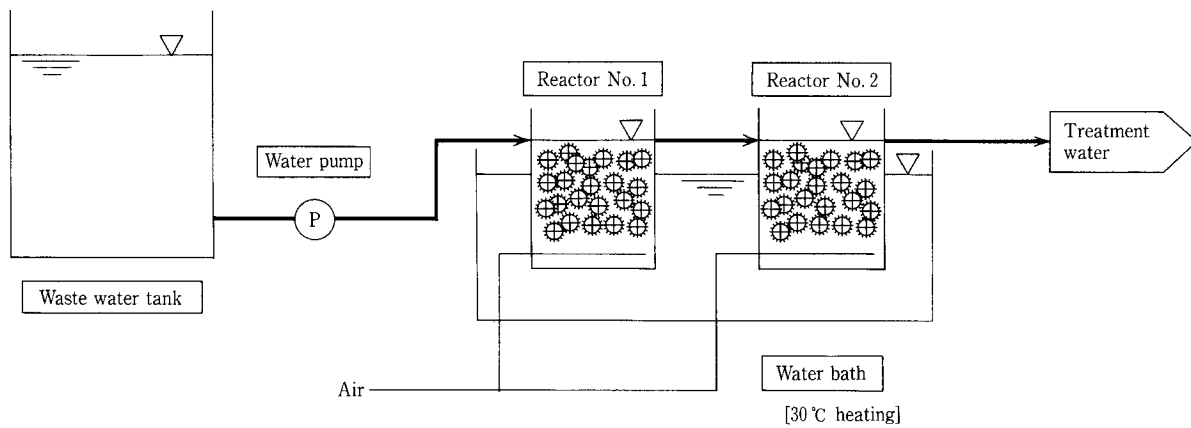 Reactor No. 1
Reactor No. 2
Water pump
Treatment
water
P
Waste water tank
Air
Water bath
[30℃ heating]